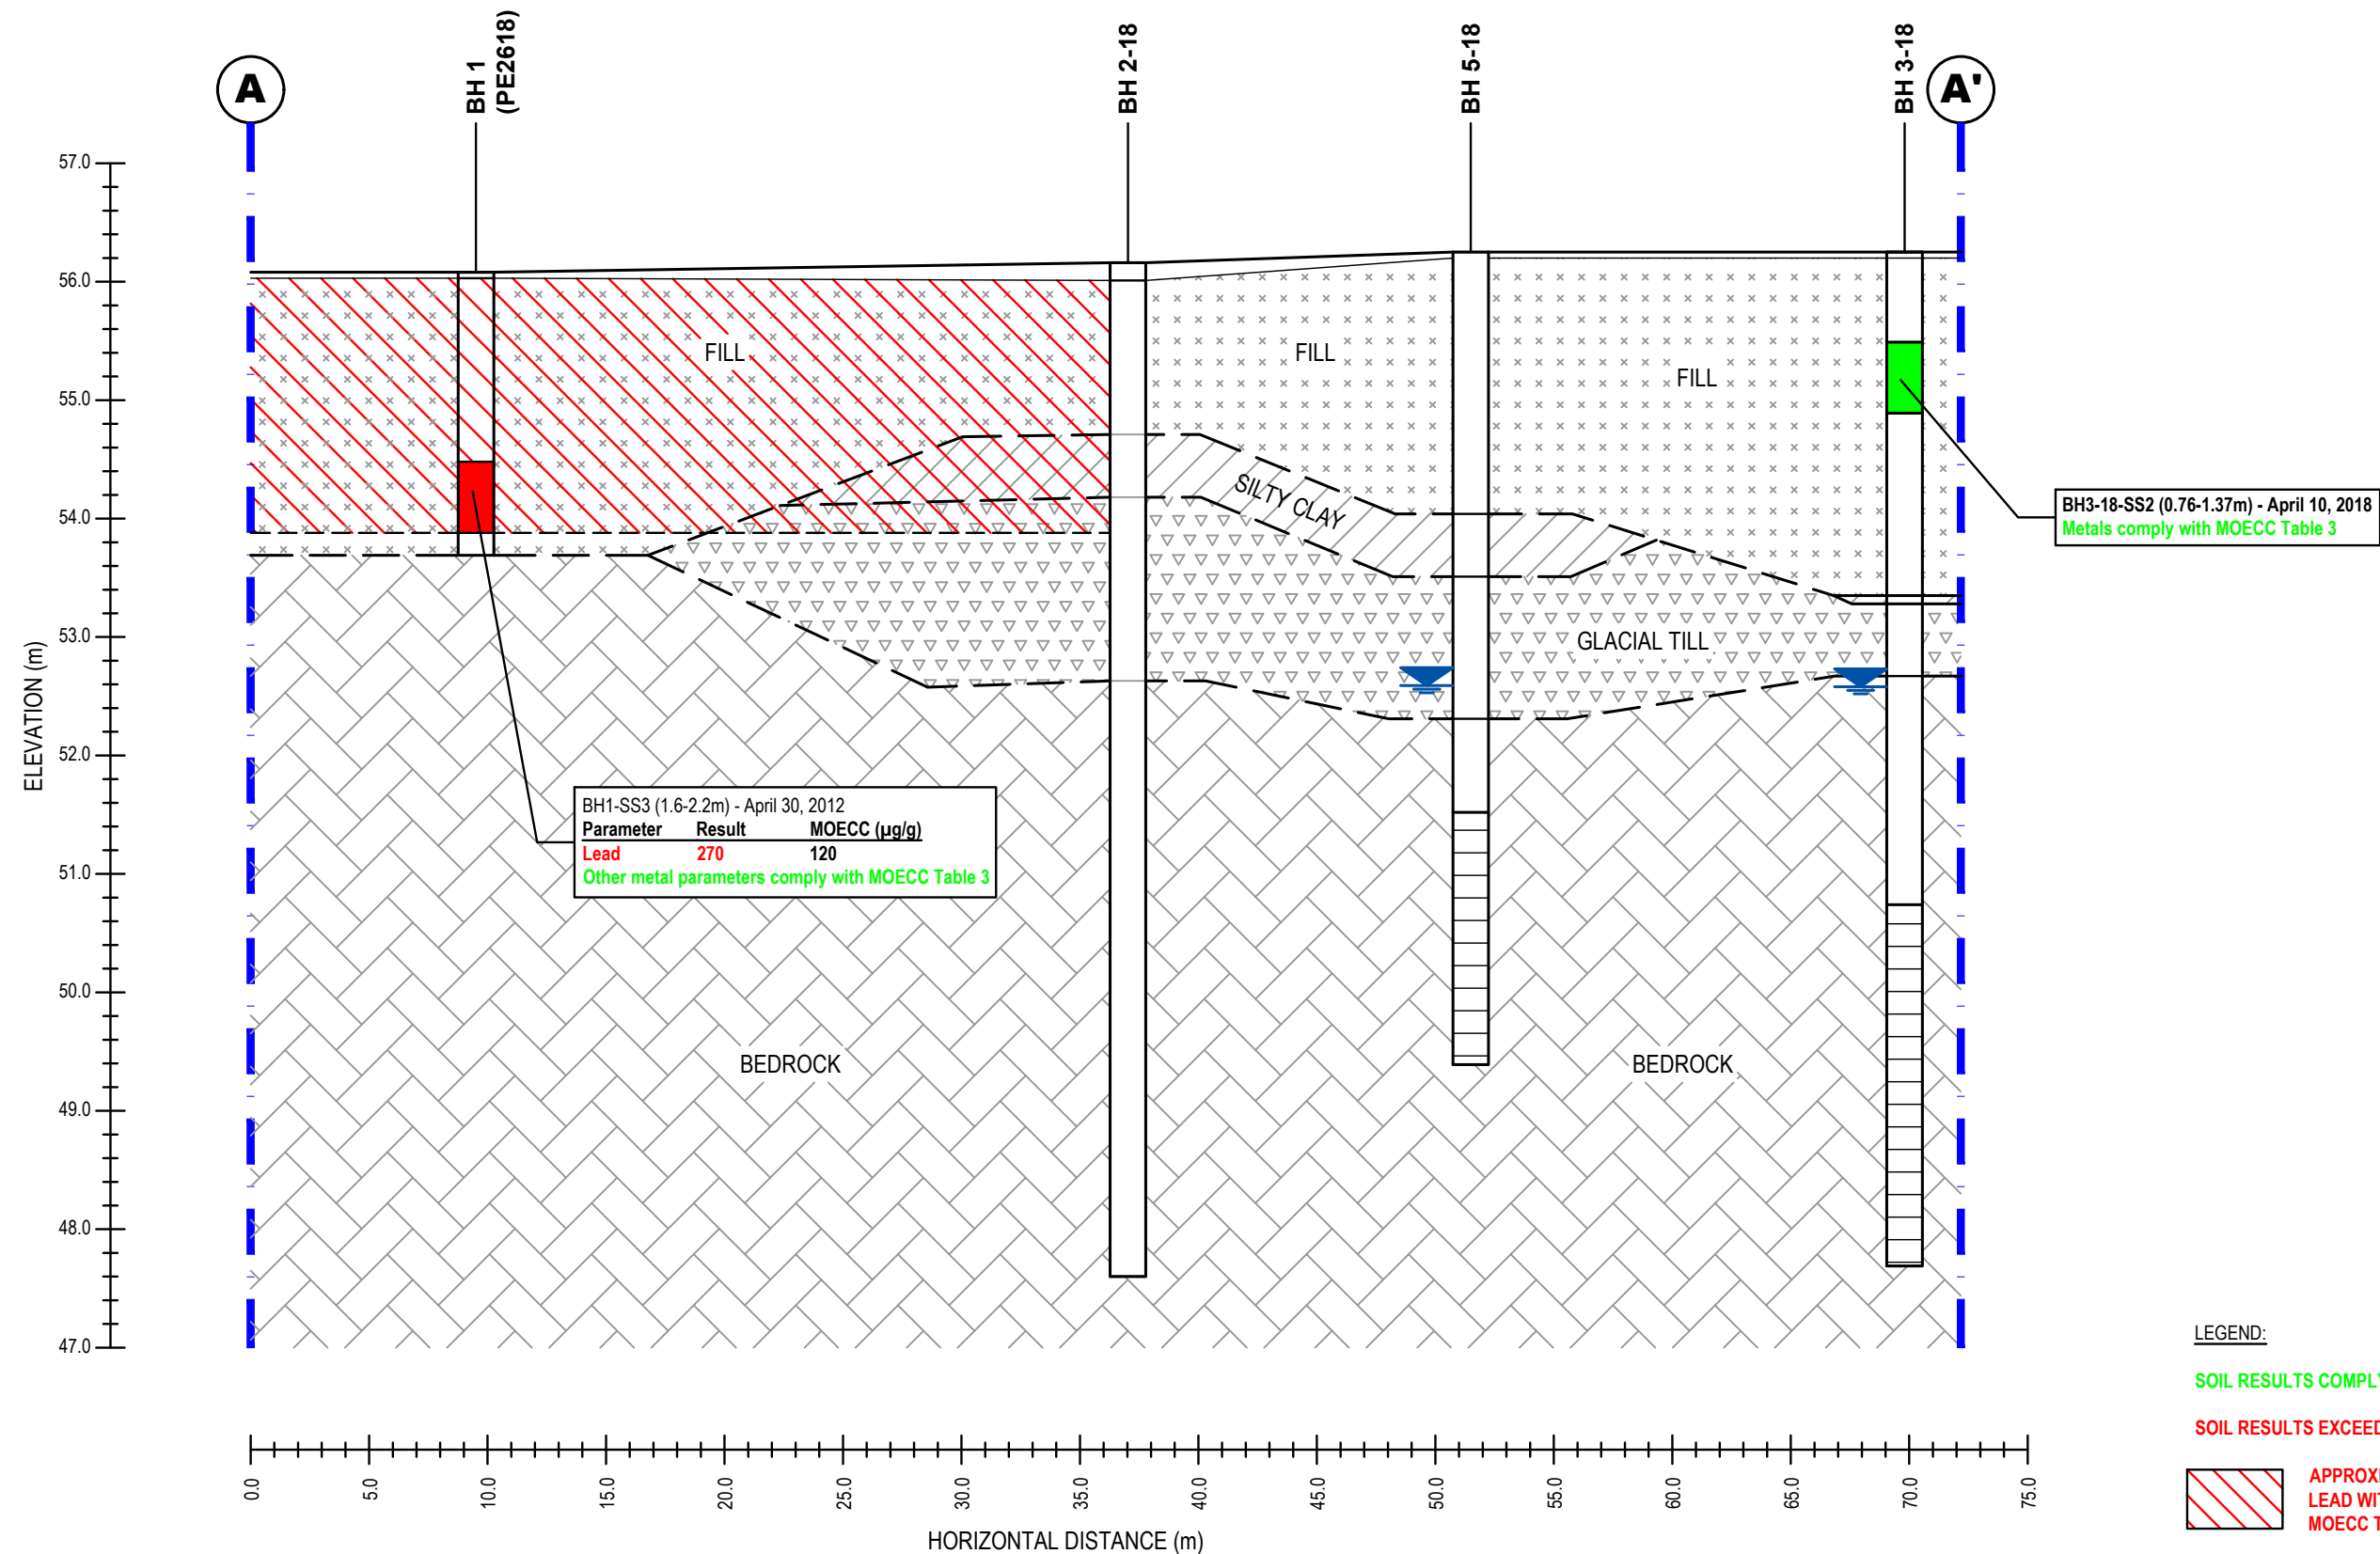 BH 1
(PE2618)
BH 2-18
BH 5-18
BH 3-18
A
A'
57.0
56.0
55.0
54.0
53.0
52.0
51.0
50.0
49.0
48.0
47.0
ELEVATION (m)
FILL
FILL
FILL
SILTY CLAY
GLACIAL TILL
BEDROCK
BEDROCK
BH3-18-SS2 (0.76-1.37m) - April 10, 2018
Metals comply with MOECC Table 3
BH1-SS3 (1.6-2.2m) - April 30, 2012
Parameter Result MOECC (µg/g)
Lead 270 120
Other metal parameters comply with MOECC Table 3
0.0 5.0 10.0 15.0 20.0 25.0 30.0 35.0 40.0 45.0 50.0 55.0 60.0 65.0 70.0 75.0
HORIZONTAL DISTANCE (m)
LEGEND:
SOIL RESULTS
SOIL RESULTS
LEAD
MOECC